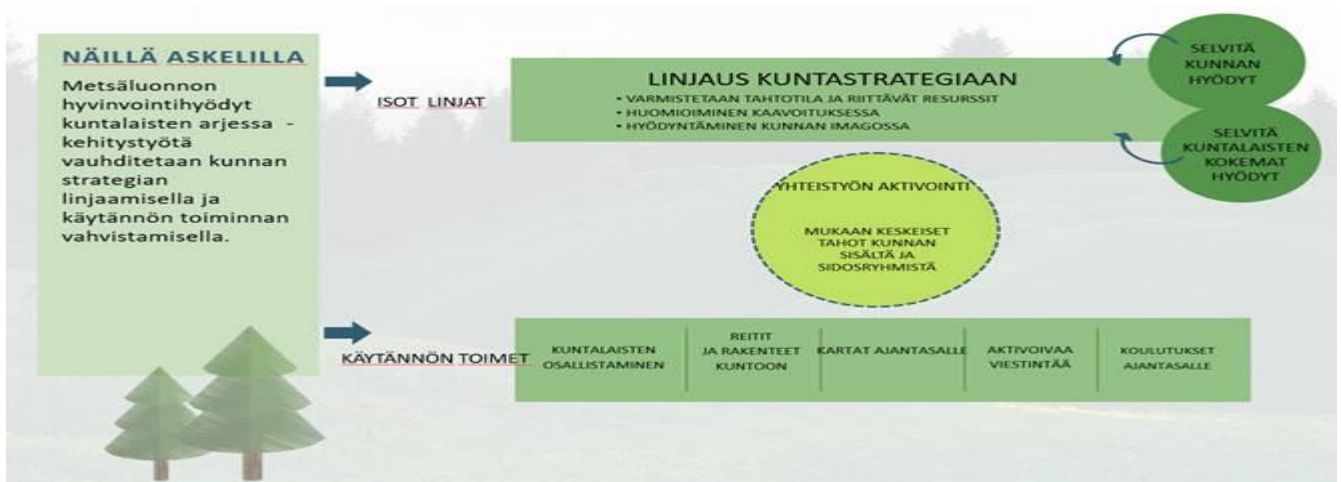 NÄILLÄ ASKELILLA
Metsäluonnon
hyvinvointihyödyt
kuntalaisten arjessa -
kehitystyötä
vauhditetaan kunnan
strategian
linjaamisella ja
käytännön toiminnan
vahvistamisella.
ISOT LINJAT
LINJAUS KUNTASTRATEGIAAN
• VARMISTETAAN TAHTOTILA JA RIITTÄVÄT RESURSSIT
• HUOMIOIMINEN KAAVOITUKSESSA
• HYÖDYNTÄMINEN KUNNAN IMAGOSSA
SELVITÄ
KUNNAN
HYÖDYT
SELVITÄ
KUNTALAISTEN
KOKEMAT
HYÖDYT
YHTEISTYÖN AKTIVOINTI
MUKAAN KESKEISET
TAHOT KUNNAN
SISÄLTÄ JA
SIDOSRYHMISTÄ
KÄYTÄNNÖN TOIMET
KUNTALAISTEN
OSALLISTAMINEN
REITIT
JA RAKENTEET
KUNTOON
KARTAT AJANTASALLE
AKTIVOIVAA
VIESTINTÄÄ
KOULUTUKSET
AJANTASALLE